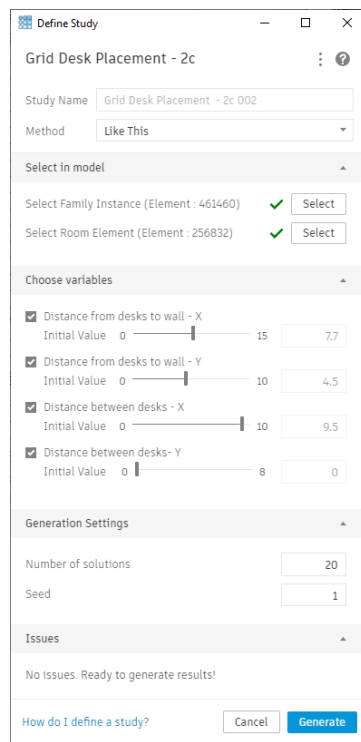 Define Study
Grid Desk Placement - 2c
Study Name Grid Desk Placement - 2c 002
Method Like This
Select in model
Select Family Instance (Element : 461460) Select
Select Room Element (Element : 256832) Select
Choose variables
Distance from desks to wall - X
Initial Value 0 15 7.7
Distance from desks to wall - Y
Initial Value 0 10 4.5
Distance between desks - X
Initial Value 0 10 9.5
Distance between desks- Y
Initial Value 0 8 0
Generation Settings
Number of solutions 20
Seed 1
Issues
No issues. Ready to generate results!
How do I define a study? Cancel Generate